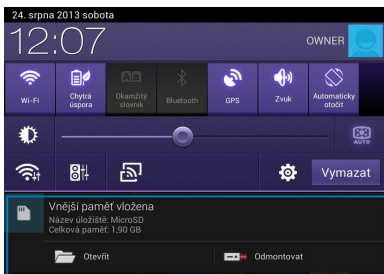 24. srpna 2013 sobota
12:07
OWNER
Wi-Fi
Chytrá úspora
Okamžitý slovník
Bluetooth
GPS
Zvuk
Automaticky otočit
AUTO
Vymazat
Vnější paměť vložena
Název úložiště: MicroSD
Celková paměť: 1,90 GB
Otevřít
Odmontovat